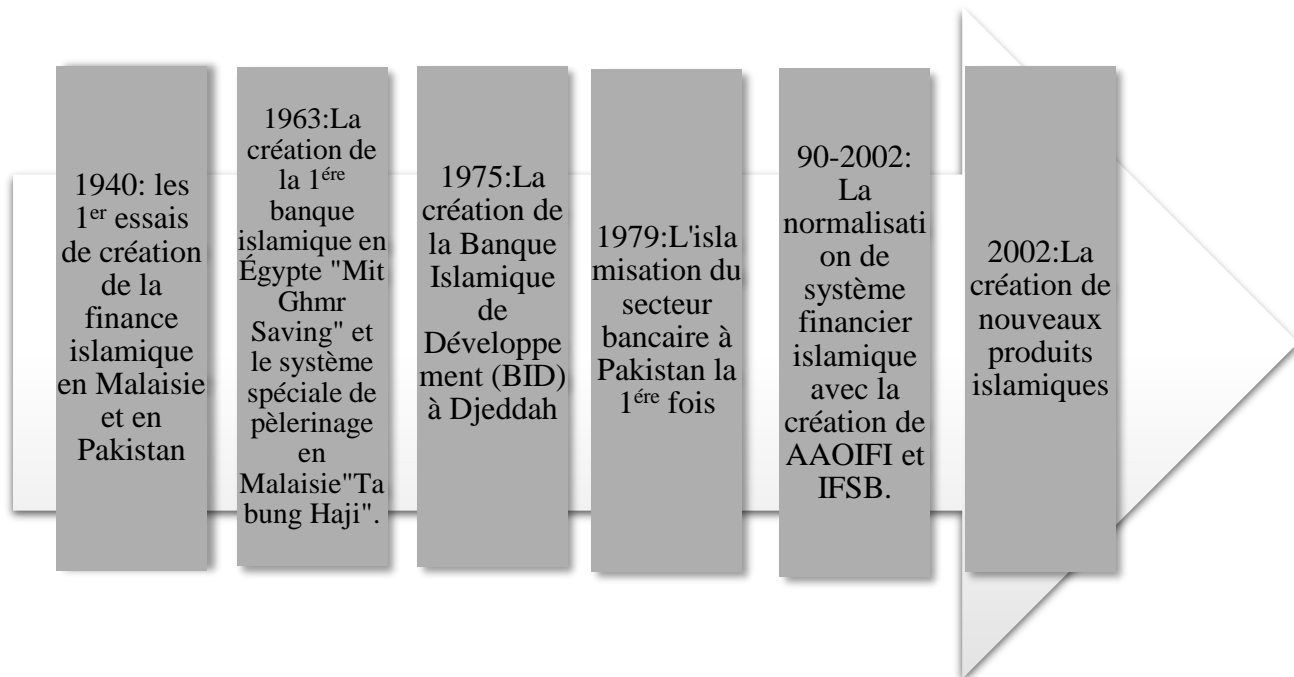 1940: les
1er essais
de création
de la
finance
islamique
en Malaisie
et en
Pakistan
1963:La
création de
la 1ére
banque
islamique en
Égypte "Mit
Ghmr
Saving" et
le système
spéciale de
pèlerinage
en
Malaisie"Ta
bung Haji".
1975:La
création de
la Banque
Islamique
de
Développe
ment (BID)
à Djeddah
1979:L'isla
misation du
secteur
bancaire à
Pakistan la
1ére fois
90-2002:
La
normalisati
on de
système
financier
islamique
avec la
création de
AAOIFI et
IFSB.
2002:La
création de
nouveaux
produits
islamiques